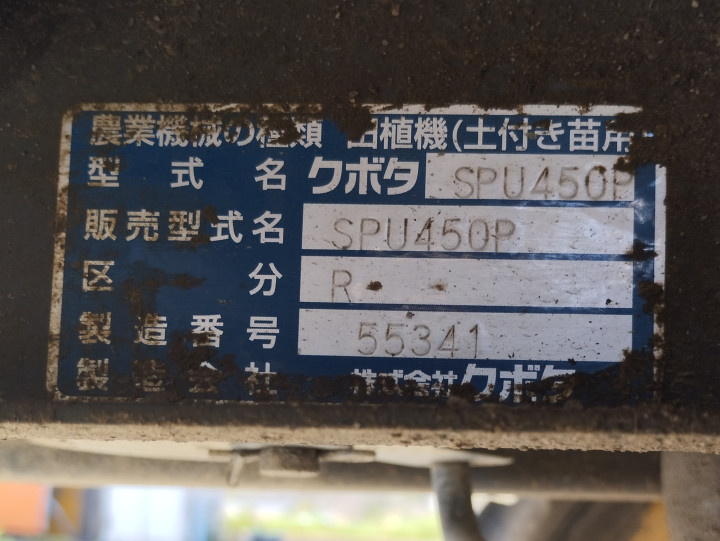 農業機械の種類 田植機(土付き苗用
型式名 クボタ SPU450P
販売型式名 SPU450P
区分 R
製造番号 55341
製造会社 株式会社クボタ